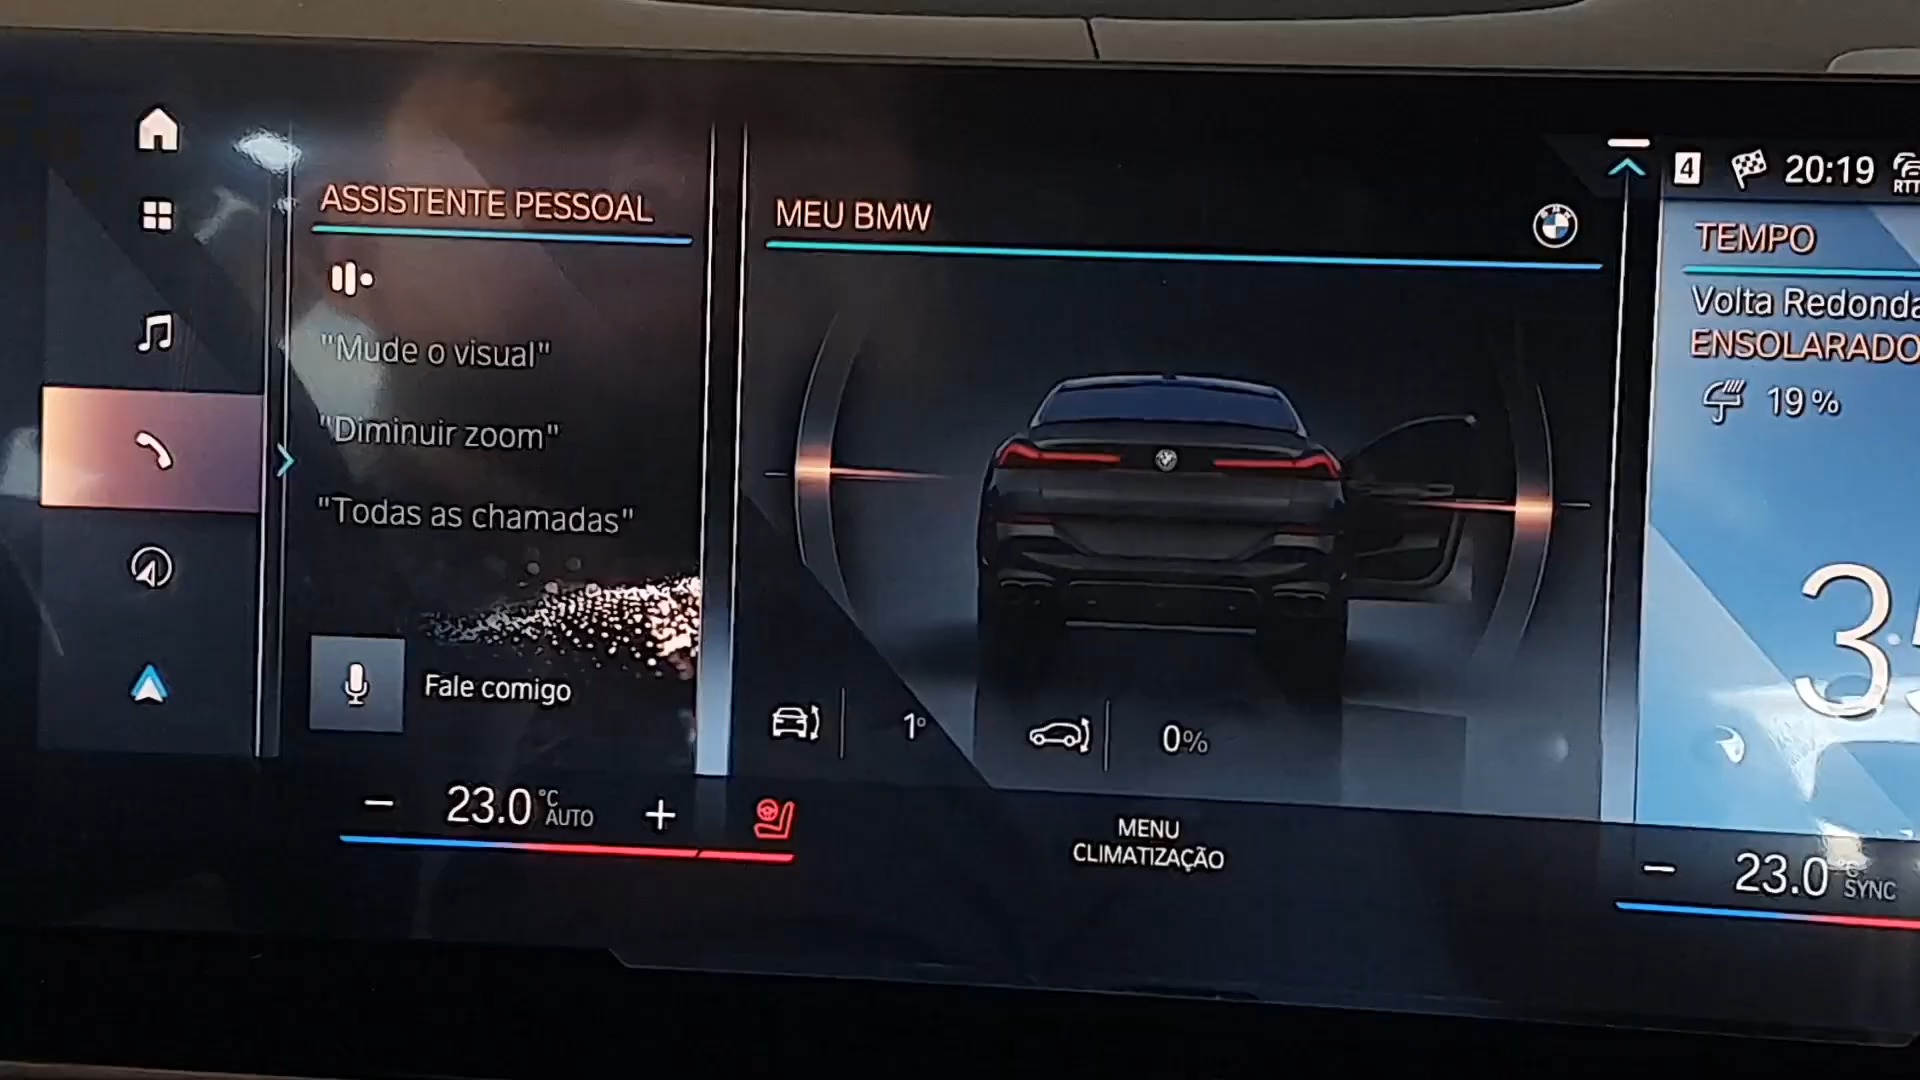 4 20:19
RTT
ASSISTENTE PESSOAL
"Mude o visual"
"Diminuir zoom"
"Todas as chamadas"
Fale comigo
MEU BMW
1°
0%
TEMPO
Volta Redonda
ENSOLARADO
19%
− 23.0 °C AUTO +
MENU
CLIMATIZAÇÃO
− 23.0 °C SYNC